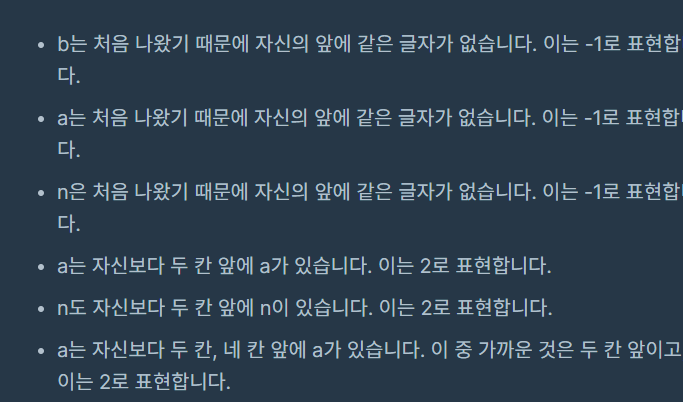 • b는 처음 나왔기 때문에 자신의 앞에 같은 글자가 없습니다. 이는 -1로 표현합
다.
• a는 처음 나왔기 때문에 자신의 앞에 같은 글자가 없습니다. 이는 -1로 표현합
다.
• n은 처음 나왔기 때문에 자신의 앞에 같은 글자가 없습니다. 이는 -1로 표현합
다.
• a는 자신보다 두 칸 앞에 a가 있습니다. 이는 2로 표현합니다.
• n도 자신보다 두 칸 앞에 n이 있습니다. 이는 2로 표현합니다.
• a는 자신보다 두 칸, 네 칸 앞에 a가 있습니다. 이 중 가까운 것은 두 칸 앞이고
이는 2로 표현합니다.